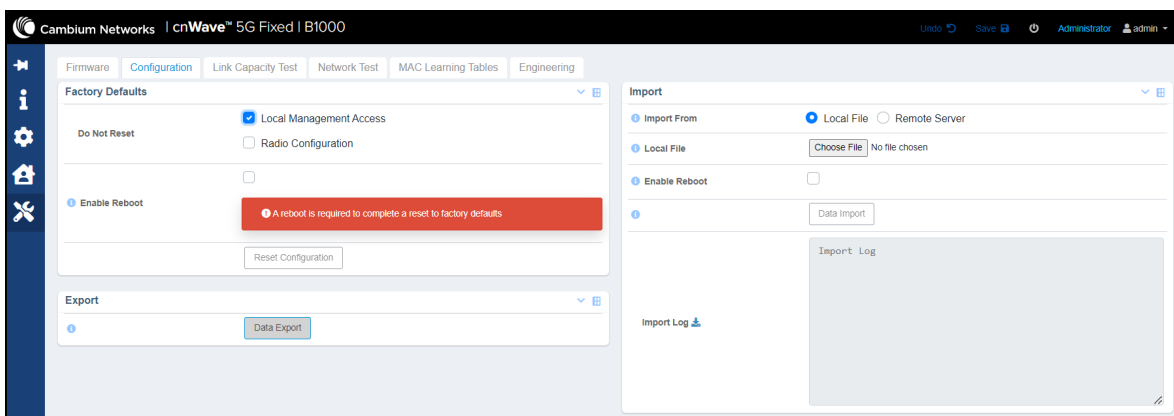 Cambium Networks | cnWave™ 5G Fixed | B1000
Undo Save Administrator admin
Firmware Configuration Link Capacity Test Network Test MAC Learning Tables Engineering
Factory Defaults
Do Not Reset
Local Management Access
Radio Configuration
Enable Reboot
A reboot is required to complete a reset to factory defaults
Reset Configuration
Export
Data Export
Import
Import From Local File Remote Server
Local File Choose File No file chosen
Enable Reboot
Data Import
Import Log
Import Log